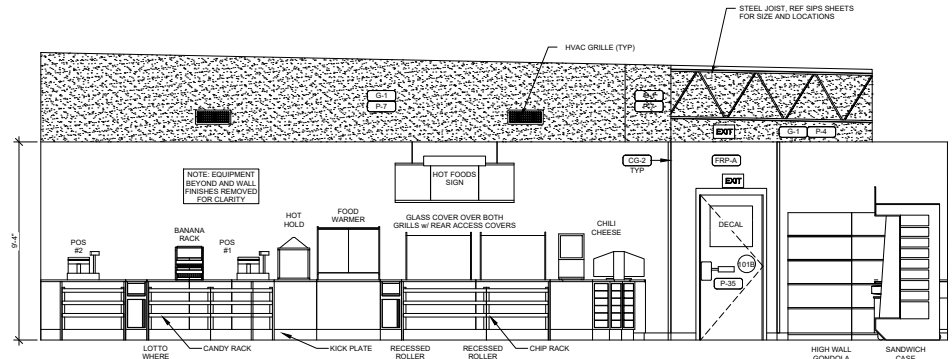 STEEL JOIST, REF SIPS SHEETS
FOR SIZE AND LOCATIONS
HVAC GRILLE (TYP)
G-1
P-7
EXIT
G-1
P-4
CG-2
TYP
FRP-A
EXIT
HOT FOODS
SIGN
NOTE: EQUIPMENT
BEYOND AND WALL
FINISHES REMOVED
FOR CLARITY
9'-4"
POS
#2
BANANA
RACK
POS
#1
HOT
HOLD
FOOD
WARMER
GLASS COVER OVER BOTH
GRILLS w/ REAR ACCESS COVERS
CHILI
CHEESE
DECAL
101B
P-35
LOTTO
WHERE
CANDY RACK
KICK PLATE
RECESSED
ROLLER
RECESSED
ROLLER
CHIP RACK
HIGH WALL
GONDOLA
SANDWICH
CASE